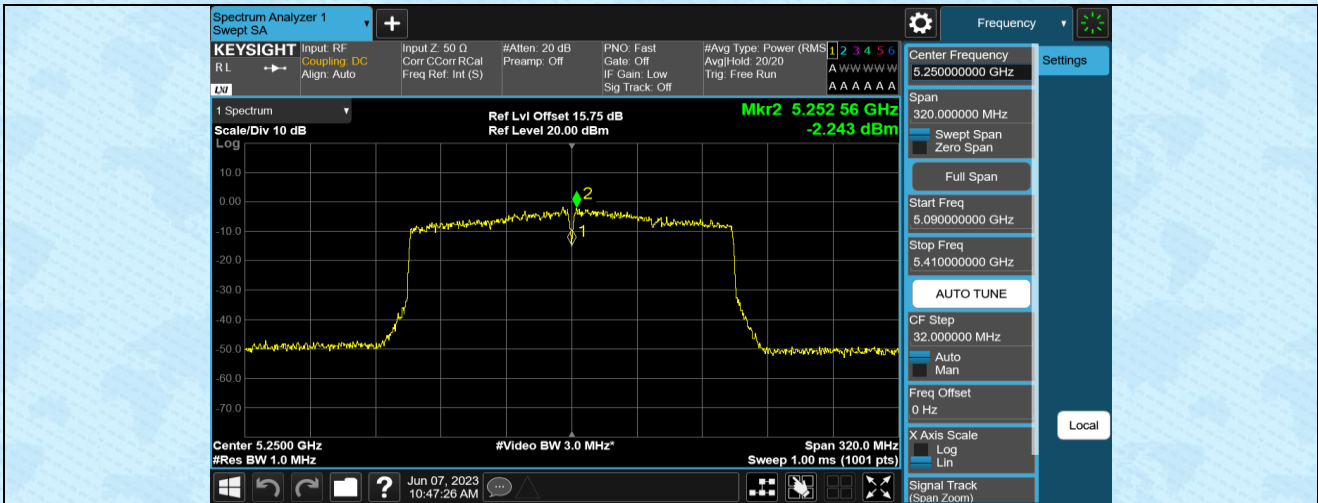 Spectrum Analyzer 1
Swept SA
Frequency
KEYSIGHT
RL
LXI
Input: RF
Coupling: DC
Align: Auto
Input Z: 50 Ω
Corr CCorr RCal
Freq Ref: Int (S)
#Atten: 20 dB
Preamp: Off
PNO: Fast
Gate: Off
IF Gain: Low
Sig Track: Off
#Avg Type: Power (RMS
Avg|Hold: 20/20
Trig: Free Run
1 2 3 4 5 6
A W W W W W
A A A A A A
1 Spectrum
Scale/Div 10 dB
Log
Ref Lvl Offset 15.75 dB
Ref Level 20.00 dBm
Mkr2 5.252 56 GHz
-2.243 dBm
10.0
0.00
-10.0
-20.0
-30.0
-40.0
-50.0
-60.0
-70.0
2
1
Center 5.2500 GHz
#Res BW 1.0 MHz
#Video BW 3.0 MHz*
Span 320.0 MHz
Sweep 1.00 ms (1001 pts)
Jun 07, 2023
10:47:26 AM
Center Frequency
5.250000000 GHz
Settings
Span
320.000000 MHz
Swept Span
Zero Span
Full Span
Start Freq
5.090000000 GHz
Stop Freq
5.410000000 GHz
AUTO TUNE
CF Step
32.000000 MHz
Auto
Man
Freq Offset
0 Hz
X Axis Scale
Log
Lin
Local
Signal Track
(Span Zoom)